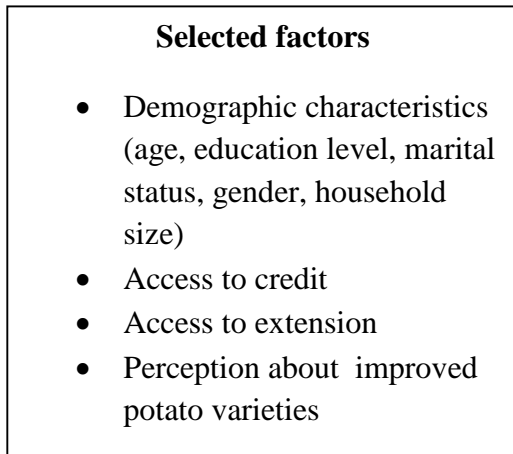 Selected factors
• Demographic characteristics
(age, education level, marital
status, gender, household
size)
• Access to credit
• Access to extension
• Perception about improved
potato varieties